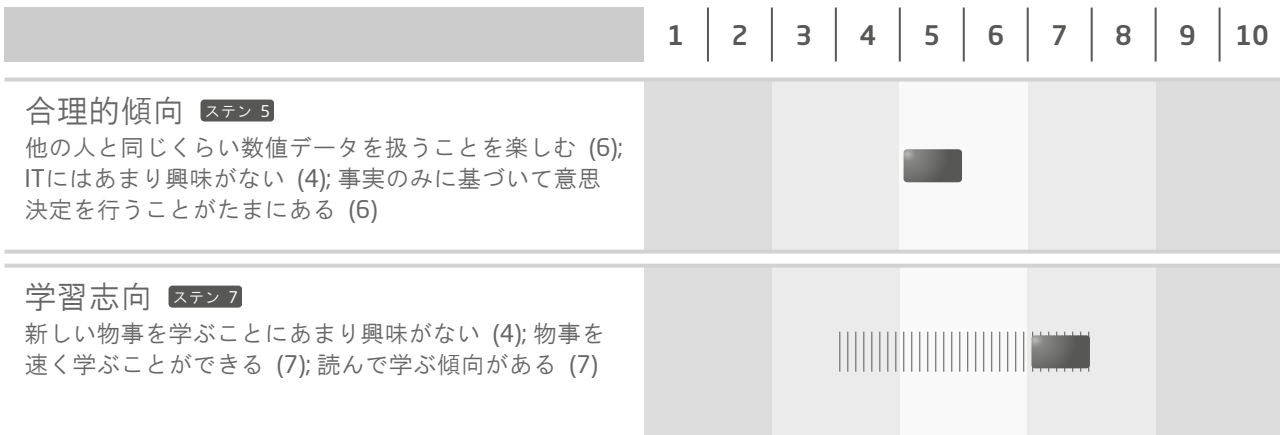 1 2 3 4 5 6 7 8 9 10
合理的傾向 ステン 5
他の人と同じくらい数値データを扱うことを楽しむ (6);
ITにはあまり興味がない (4); 事実のみに基づいて意思
決定を行うことがたまにある (6)
学習志向 ステン 7
新しい物事を学ぶことにあまり興味がない (4); 物事を
速く学ぶことができる (7); 読んで学ぶ傾向がある (7)